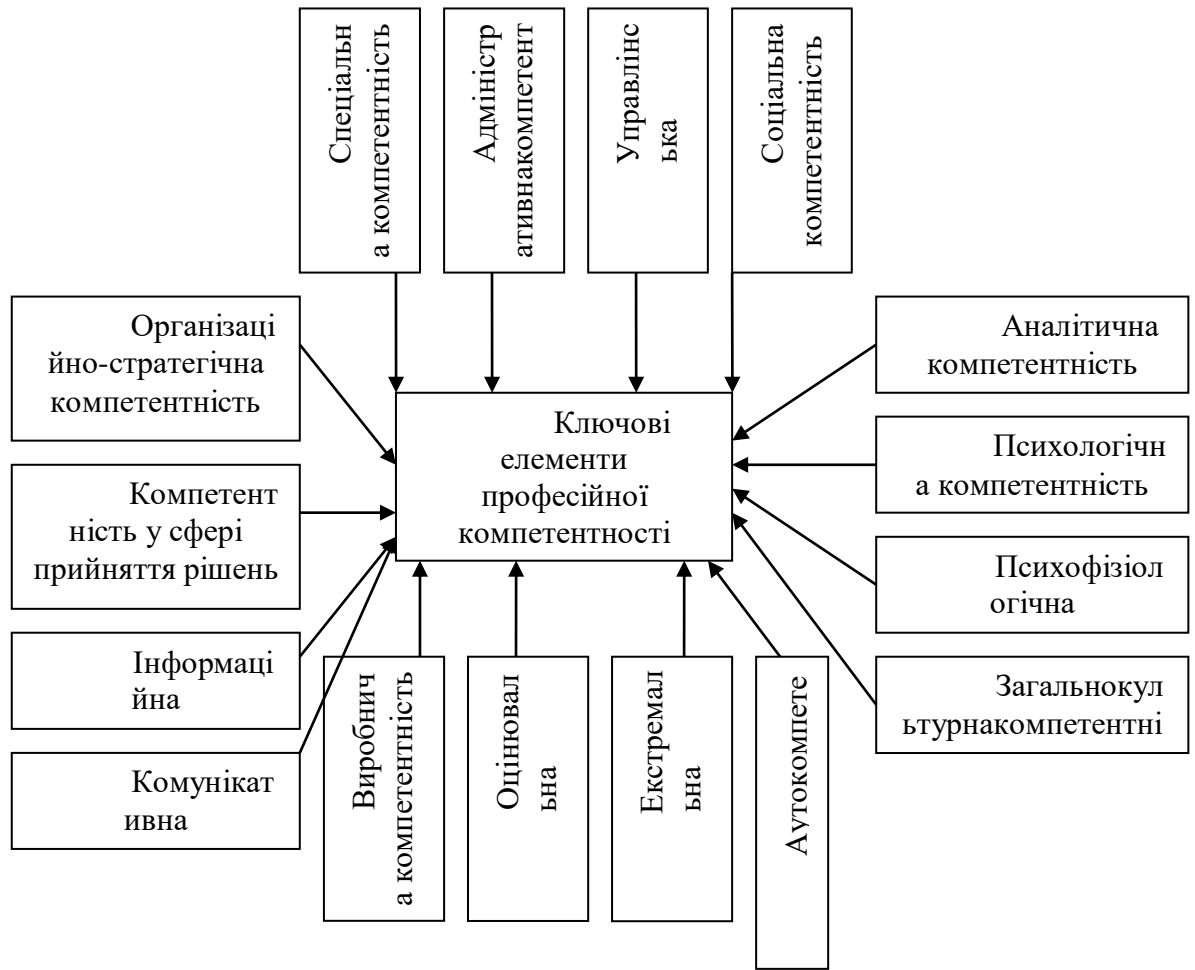 Спеціальн
а компетентність
Адміністр
ативнакомпетент
Управлінс
ька
Соціальна
компетентність
Організаці
йно-стратегічна
компетентність
Компетент
ність у сфері
прийняття рішень
Інформаці
йна
Комунікат
ивна
Ключові
елементи
професійної
компетентності
Аналітична
компетентність
Психологічн
а компетентність
Психофізіол
огічна
Загальнокул
ьтурнакомпетентні
Виробнич
а компетентність
Оцінювал
ьна
Екстремал
ьна
Аутокомпете